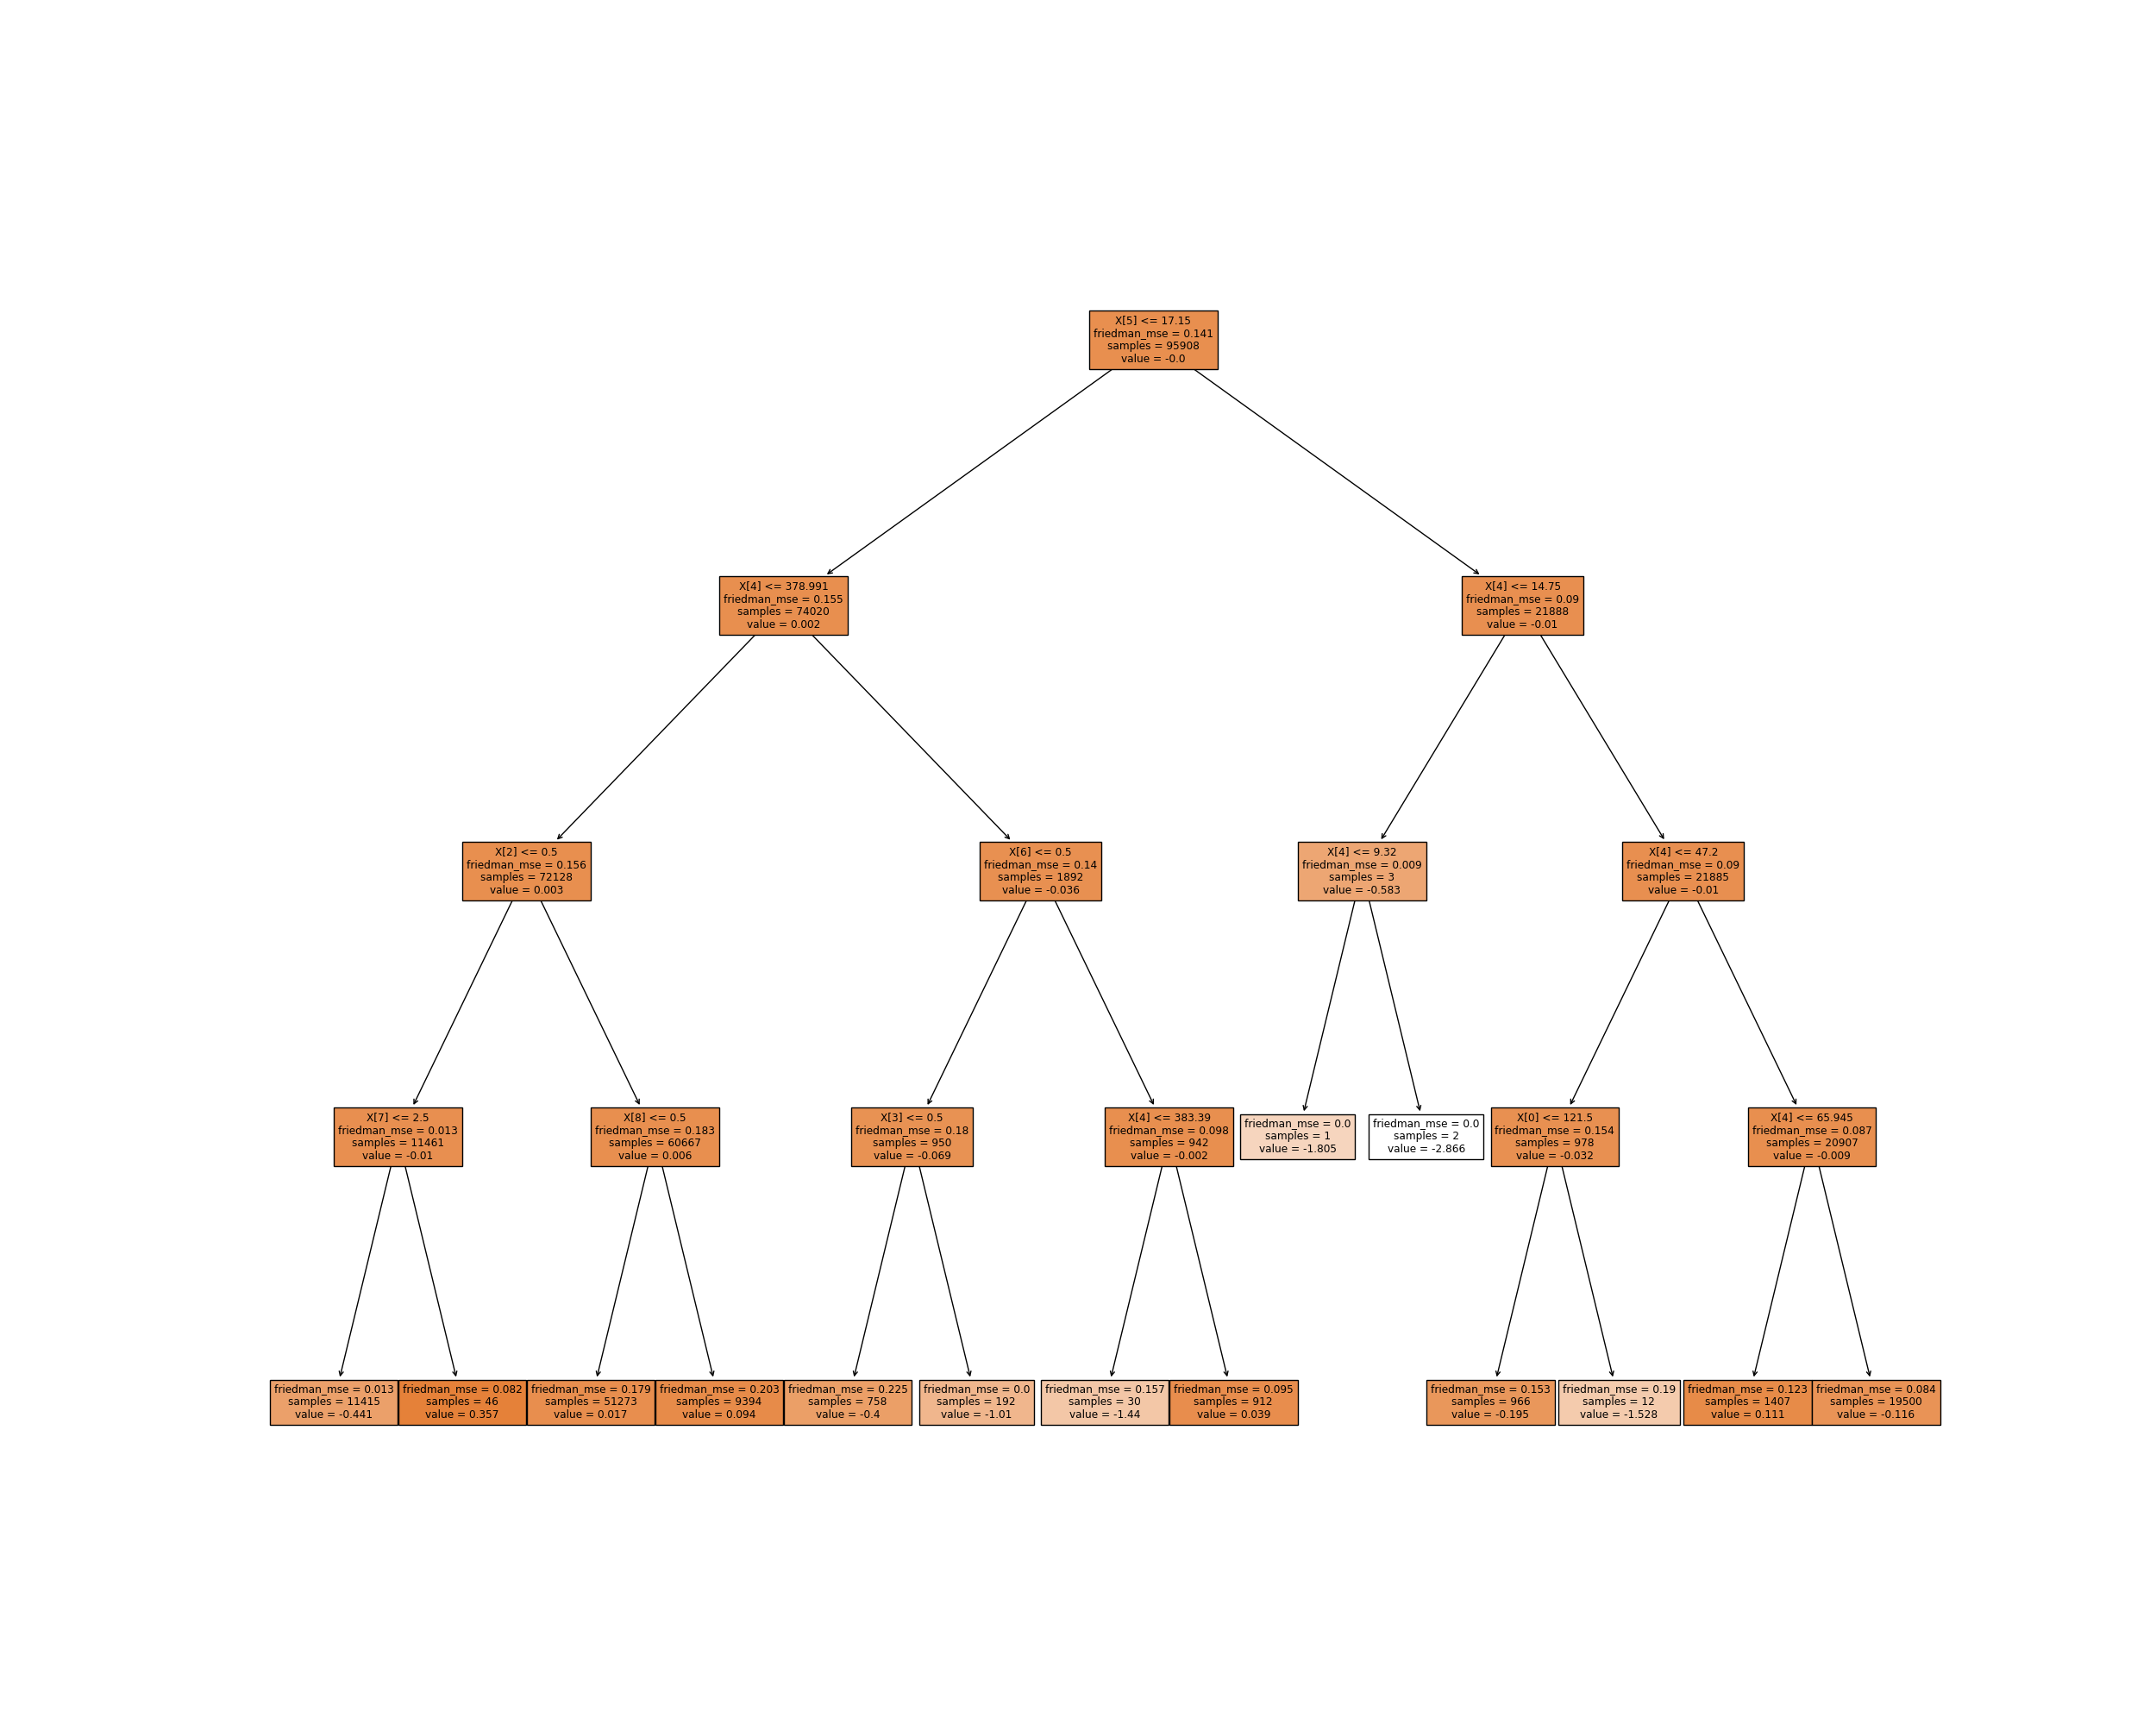 X[5] <= 17.15
friedman_mse = 0.141
samples = 95908
value = -0.0
X[4] <= 378.991
friedman_mse = 0.155
samples = 74020
value = 0.002
X[4] <= 14.75
friedman_mse = 0.09
samples = 21888
value = -0.01
X[2] <= 0.5
friedman_mse = 0.156
samples = 72128
value = 0.003
X[6] <= 0.5
friedman_mse = 0.14
samples = 1892
value = -0.036
X[4] <= 9.32
friedman_mse = 0.009
samples = 3
value = -0.583
X[4] <= 47.2
friedman_mse = 0.09
samples = 21885
value = -0.01
X[7] <= 2.5
friedman_mse = 0.013
samples = 11461
value = -0.01
X[8] <= 0.5
friedman_mse = 0.183
samples = 60667
value = 0.006
X[3] <= 0.5
friedman_mse = 0.18
samples = 950
value = -0.069
X[4] <= 383.39
friedman_mse = 0.098
samples = 942
value = -0.002
friedman_mse = 0.0
samples = 1
value = -1.805
friedman_mse = 0.0
samples = 2
value = -2.866
X[0] <= 121.5
friedman_mse = 0.154
samples = 978
value = -0.032
X[4] <= 65.945
friedman_mse = 0.087
samples = 20907
value = -0.009
friedman_mse = 0.013
samples = 11415
value = -0.441
friedman_mse = 0.082
samples = 46
value = 0.357
friedman_mse = 0.179
samples = 51273
value = 0.017
friedman_mse = 0.203
samples = 9394
value = 0.094
friedman_mse = 0.225
samples = 758
value = -0.4
friedman_mse = 0.0
samples = 192
value = -1.01
friedman_mse = 0.157
samples = 30
value = -1.44
friedman_mse = 0.095
samples = 912
value = 0.039
friedman_mse = 0.153
samples = 966
value = -0.195
friedman_mse = 0.19
samples = 12
value = -1.528
friedman_mse = 0.123
samples = 1407
value = 0.111
friedman_mse = 0.084
samples = 19500
value = -0.116